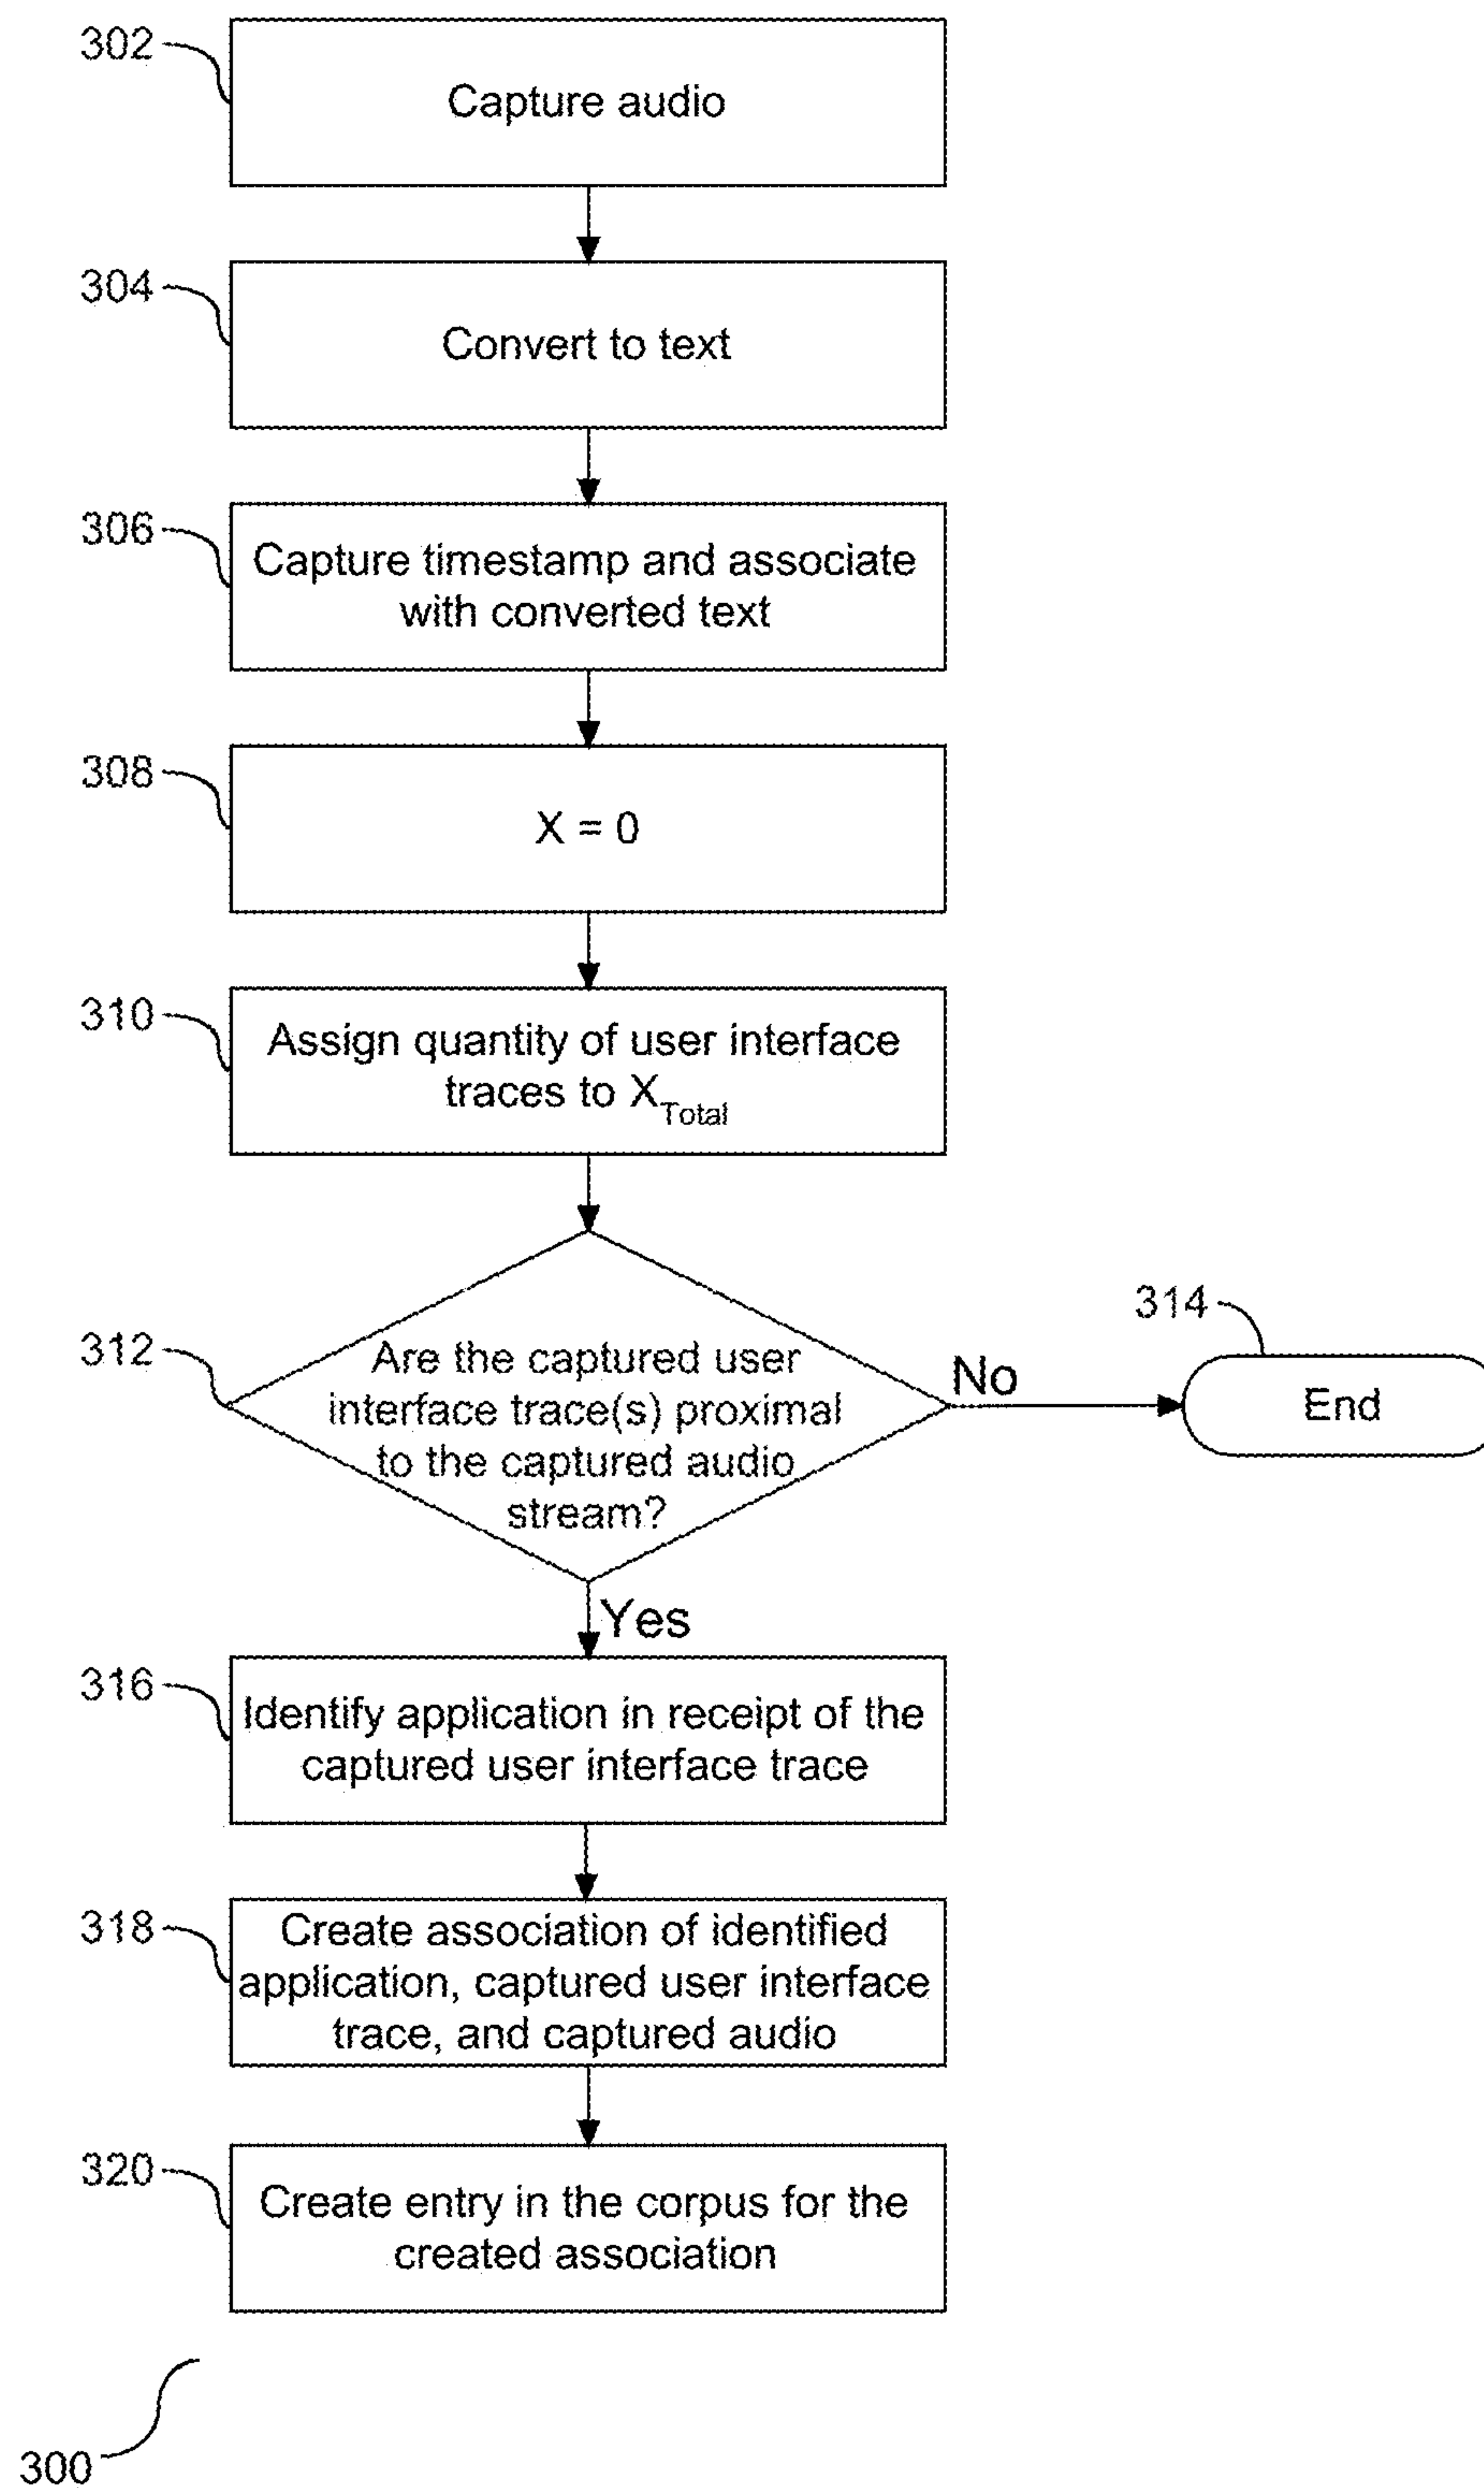 302
Capture audio
304
Convert to text
306
Capture timestamp and associate
with converted text
308
X = 0
310
Assign quantity of user interface
traces to X_Total
312
Are the captured user
interface trace(s) proximal
to the captured audio
stream?
No
314
End
Yes
316
Identify application in receipt of the
captured user interface trace
318
Create association of identified
application, captured user interface
trace, and captured audio
320
Create entry in the corpus for the
created association
300